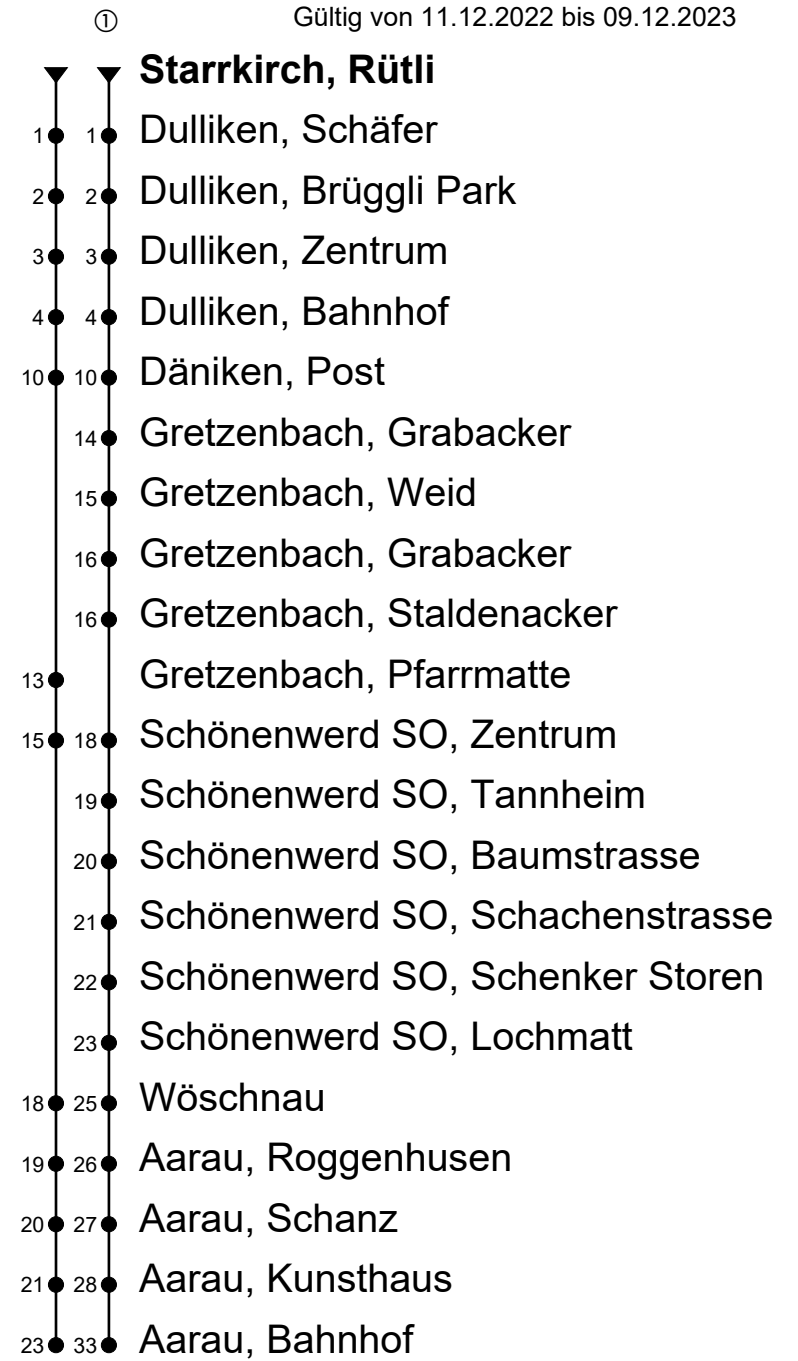 ① Gültig von 11.12.2022 bis 09.12.2023
Starrkirch, Rütli
1 1 Dulliken, Schäfer
2 2 Dulliken, Brüggli Park
3 3 Dulliken, Zentrum
4 4 Dulliken, Bahnhof
10 10 Däniken, Post
14 Gretzenbach, Grabacker
15 Gretzenbach, Weid
16 Gretzenbach, Grabacker
16 Gretzenbach, Staldenacker
13 Gretzenbach, Pfarrmatte
15 18 Schönenwerd SO, Zentrum
19 Schönenwerd SO, Tannheim
20 Schönenwerd SO, Baumstrasse
21 Schönenwerd SO, Schachenstrasse
22 Schönenwerd SO, Schenker Storen
23 Schönenwerd SO, Lochmatt
18 25 Wöschnau
19 26 Aarau, Roggenhusen
20 27 Aarau, Schanz
21 28 Aarau, Kunsthaus
23 33 Aarau, Bahnhof